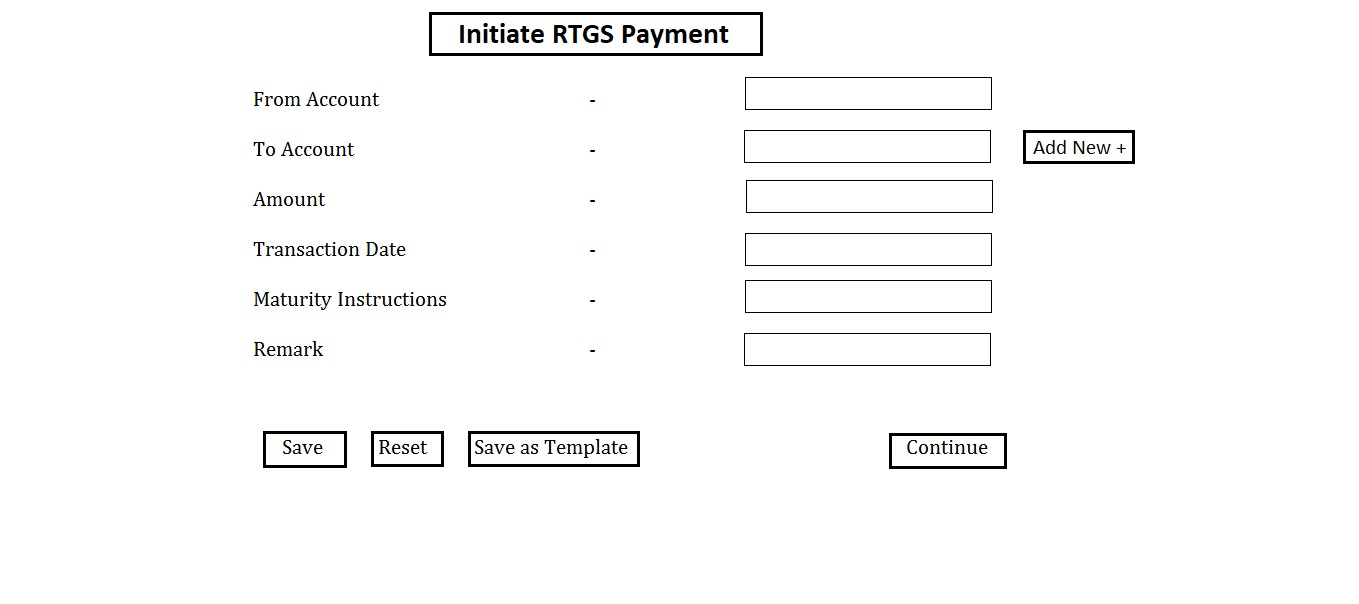 Initiate RTGS Payment
From Account -
To Account - Add New +
Amount -
Transaction Date -
Maturity Instructions -
Remark -
Save Reset Save as Template Continue